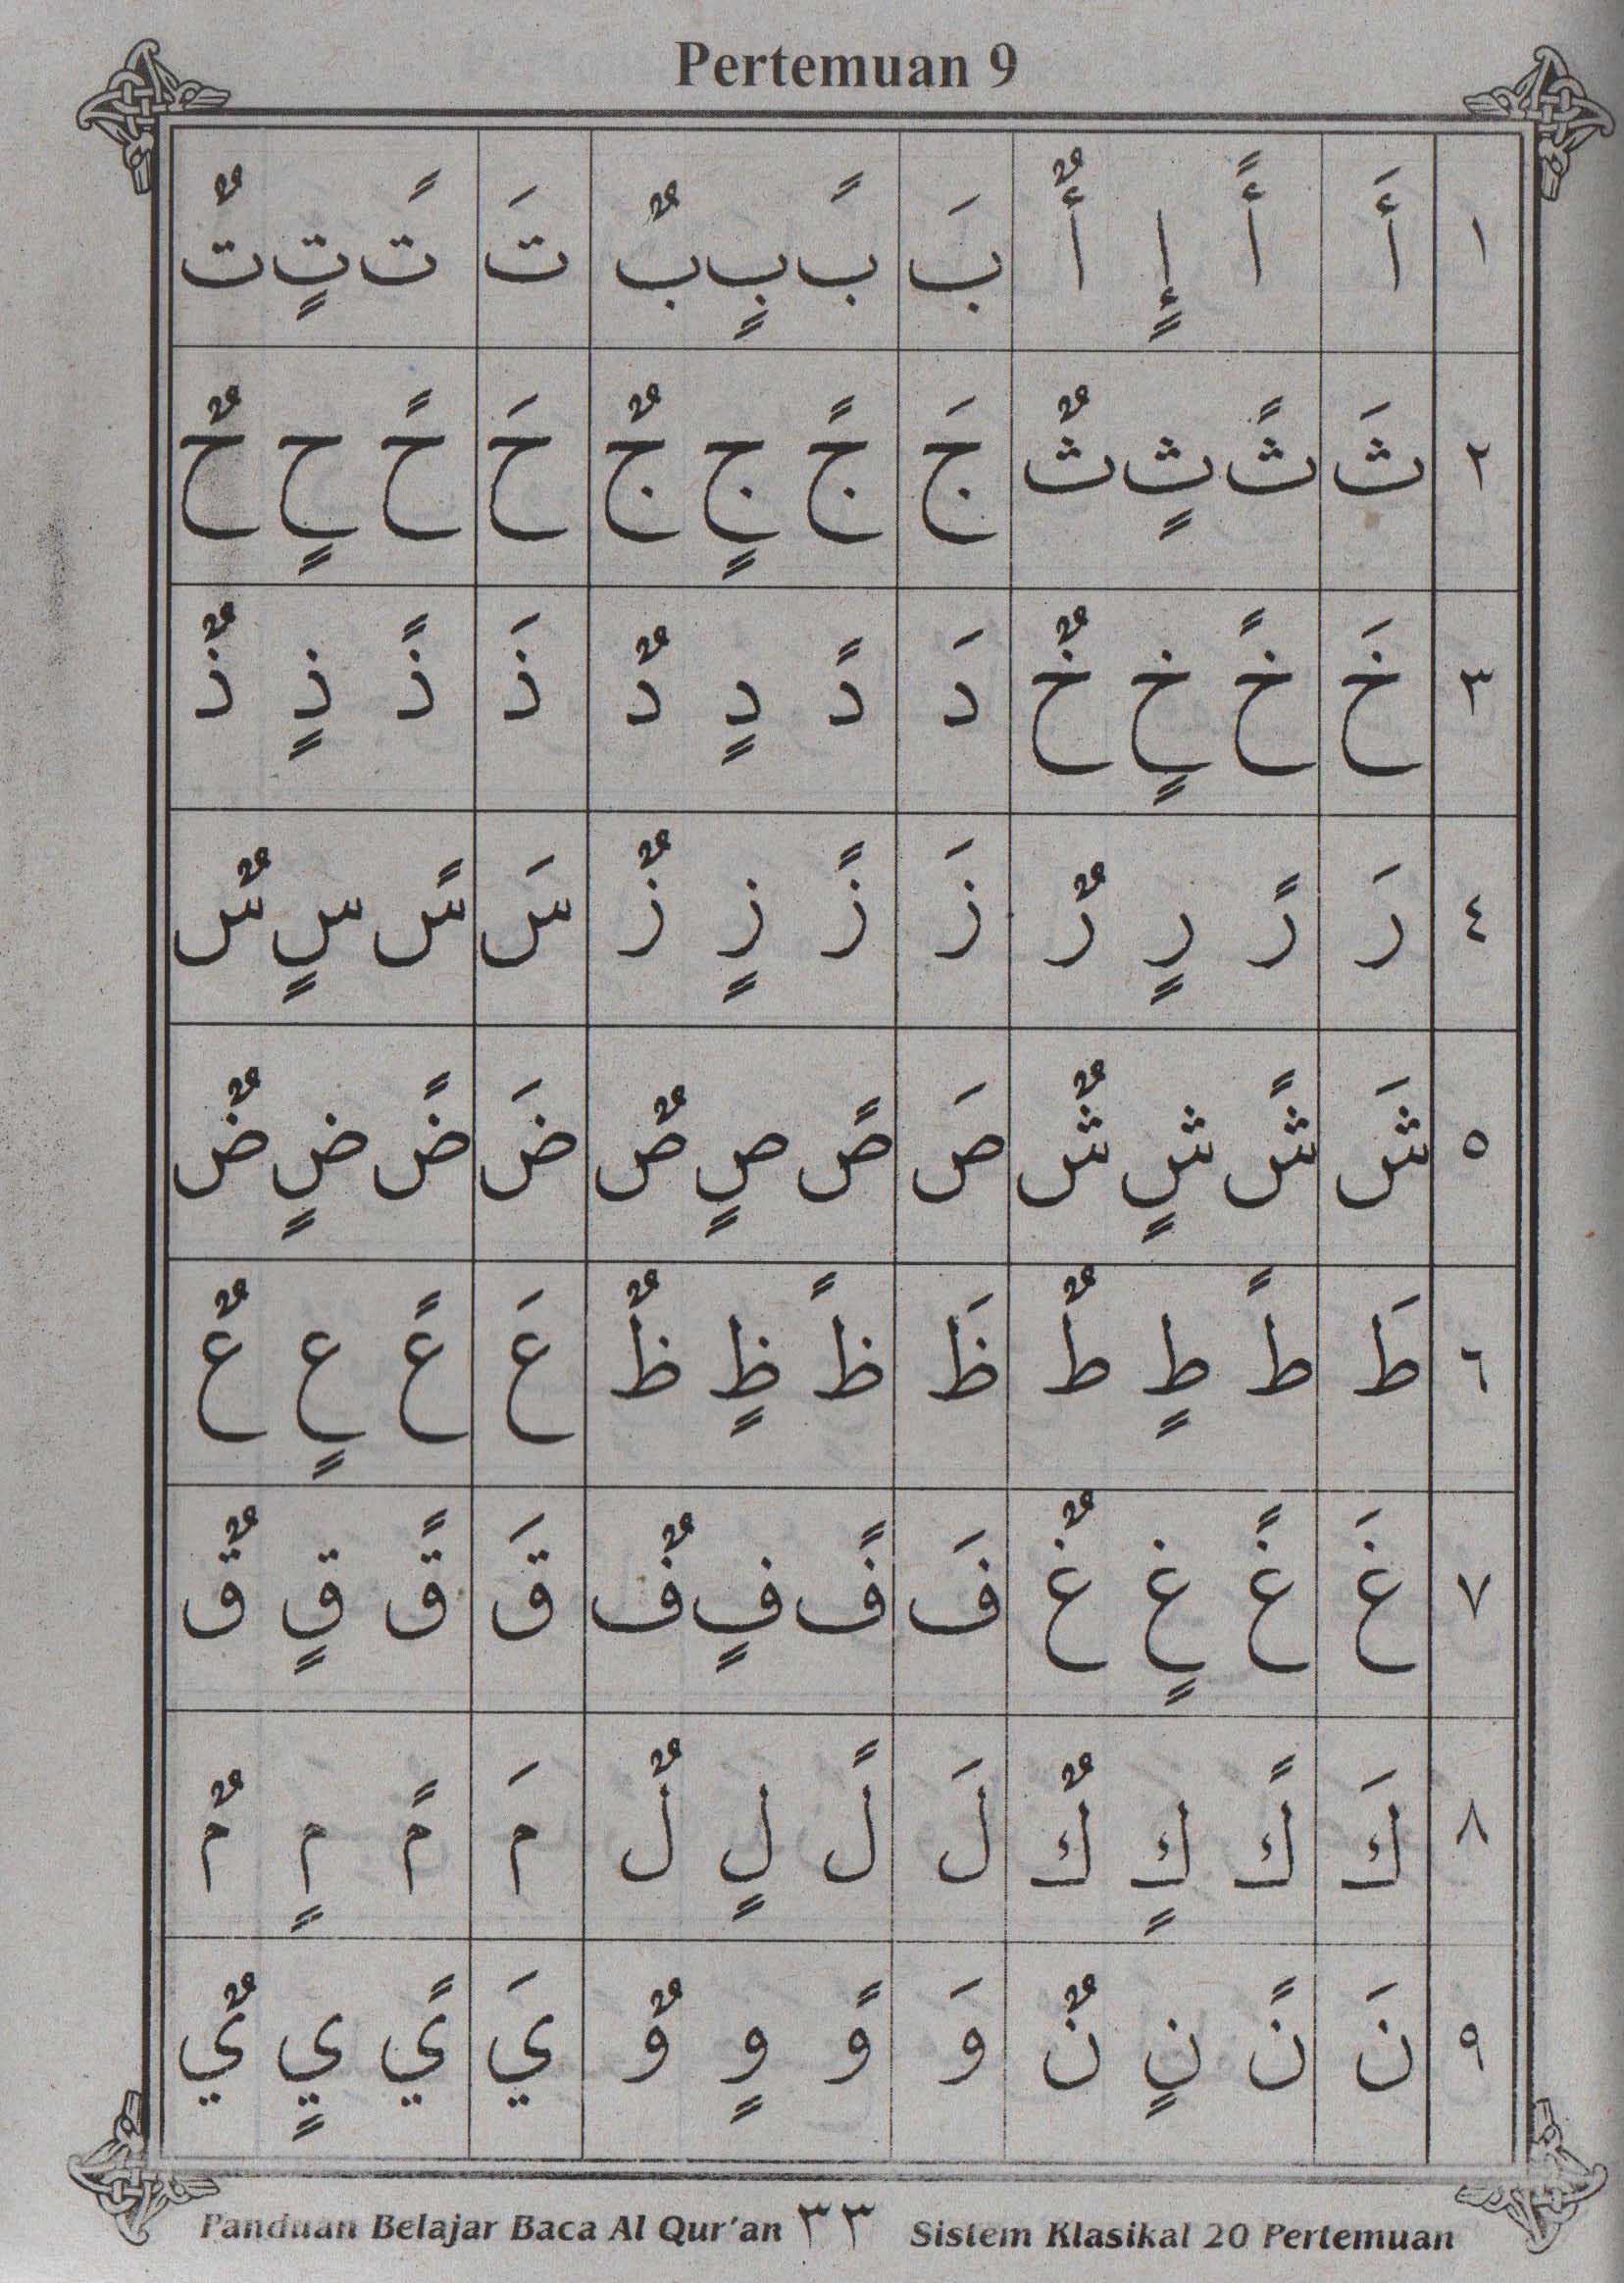 Pertemuan 9
١ أَ أً إٍ أٌ بَ بً بٍ بٌ تَ تً تٍ تٌ
٢ ثَ ثً ثٍ ثٌ جَ جً جٍ جٌ حَ حً حٍ حٌ
٣ خَ خً خٍ خٌ دَ دً دٍ دٌ ذَ ذً ذٍ ذٌ
٤ رَ رً رٍ رٌ زَ زً زٍ زٌ سَ سً سٍ سٌ
٥ شَ شً شٍ شٌ صَ صً صٍ صٌ ضَ ضً ضٍ ضٌ
٦ طَ طً طٍ طٌ ظَ ظً ظٍ ظٌ عَ عً عٍ عٌ
٧ غَ غً غٍ غٌ فَ فً فٍ فٌ قَ قً قٍ قٌ
٨ كَ كً كٍ كٌ لَ لً لٍ لٌ مَ مً مٍ مٌ
٩ نَ نً نٍ نٌ وَ وً وٍ وٌ يَ يً يٍ يٌ
Panduan Belajar Baca Al Qur'an ٣٣ Sistem Klasikal 20 Pertemuan